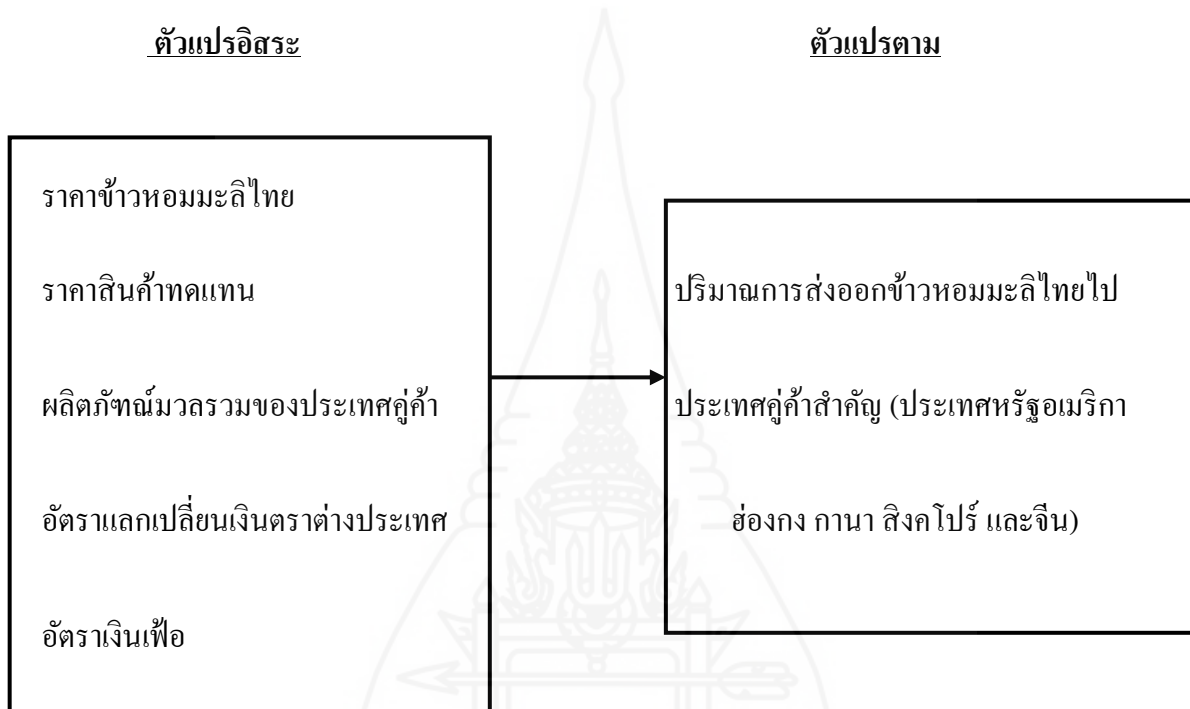 ตัวแปรอิสระ
ตัวแปรตาม
ราคาข้าวหอมมะลิไทย
ราคาสินค้าทดแทน
ผลิตภัฑณ์มวลรวมของประเทศคู่ค้า
อัตราแลกเปลี่ยนเงินตราต่างประเทศ
อัตราเงินเฟ้อ
ปริมาณการส่งออกข้าวหอมมะลิไทยไป
ประเทศคู่ค้าสำคัญ (ประเทศหรัฐอเมริกา
ฮ่องกง กานา สิงคโปร์ และจีน)